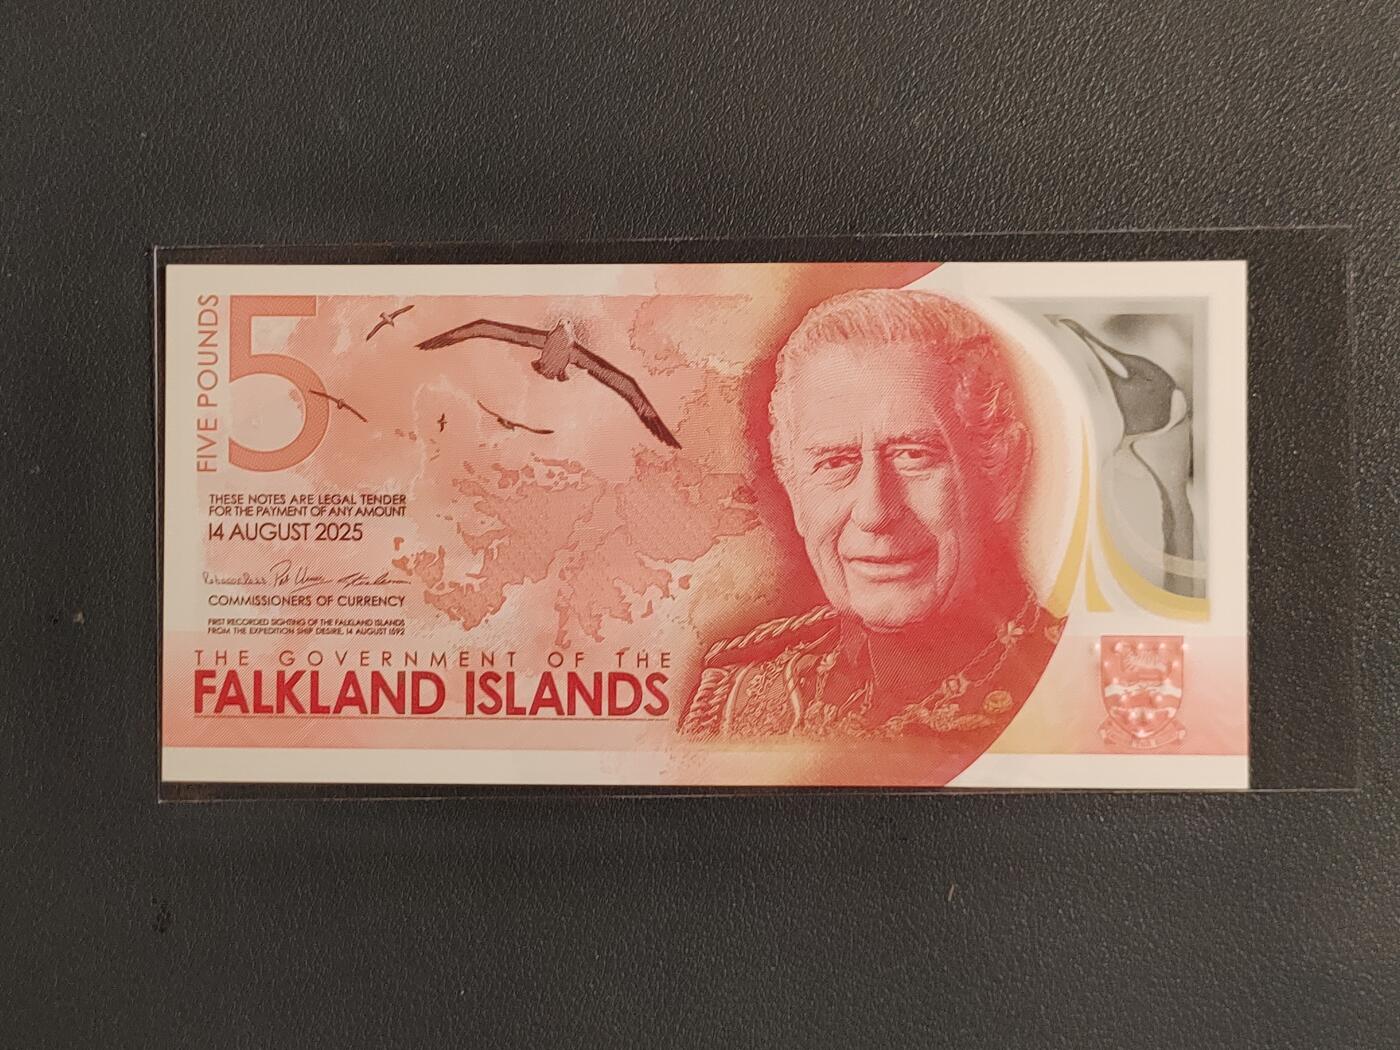 FIVE POUNDS
5
THESE NOTES ARE LEGAL TENDER
FOR THE PAYMENT OF ANY AMOUNT
14 AUGUST 2025
COMMISSIONERS OF CURRENCY
FIRST RECORDED SIGHTING OF THE FALKLAND ISLANDS
FROM THE EXPEDITION SHIP DESIRE, 14 AUGUST 1592
THE GOVERNMENT OF THE
FALKLAND ISLANDS